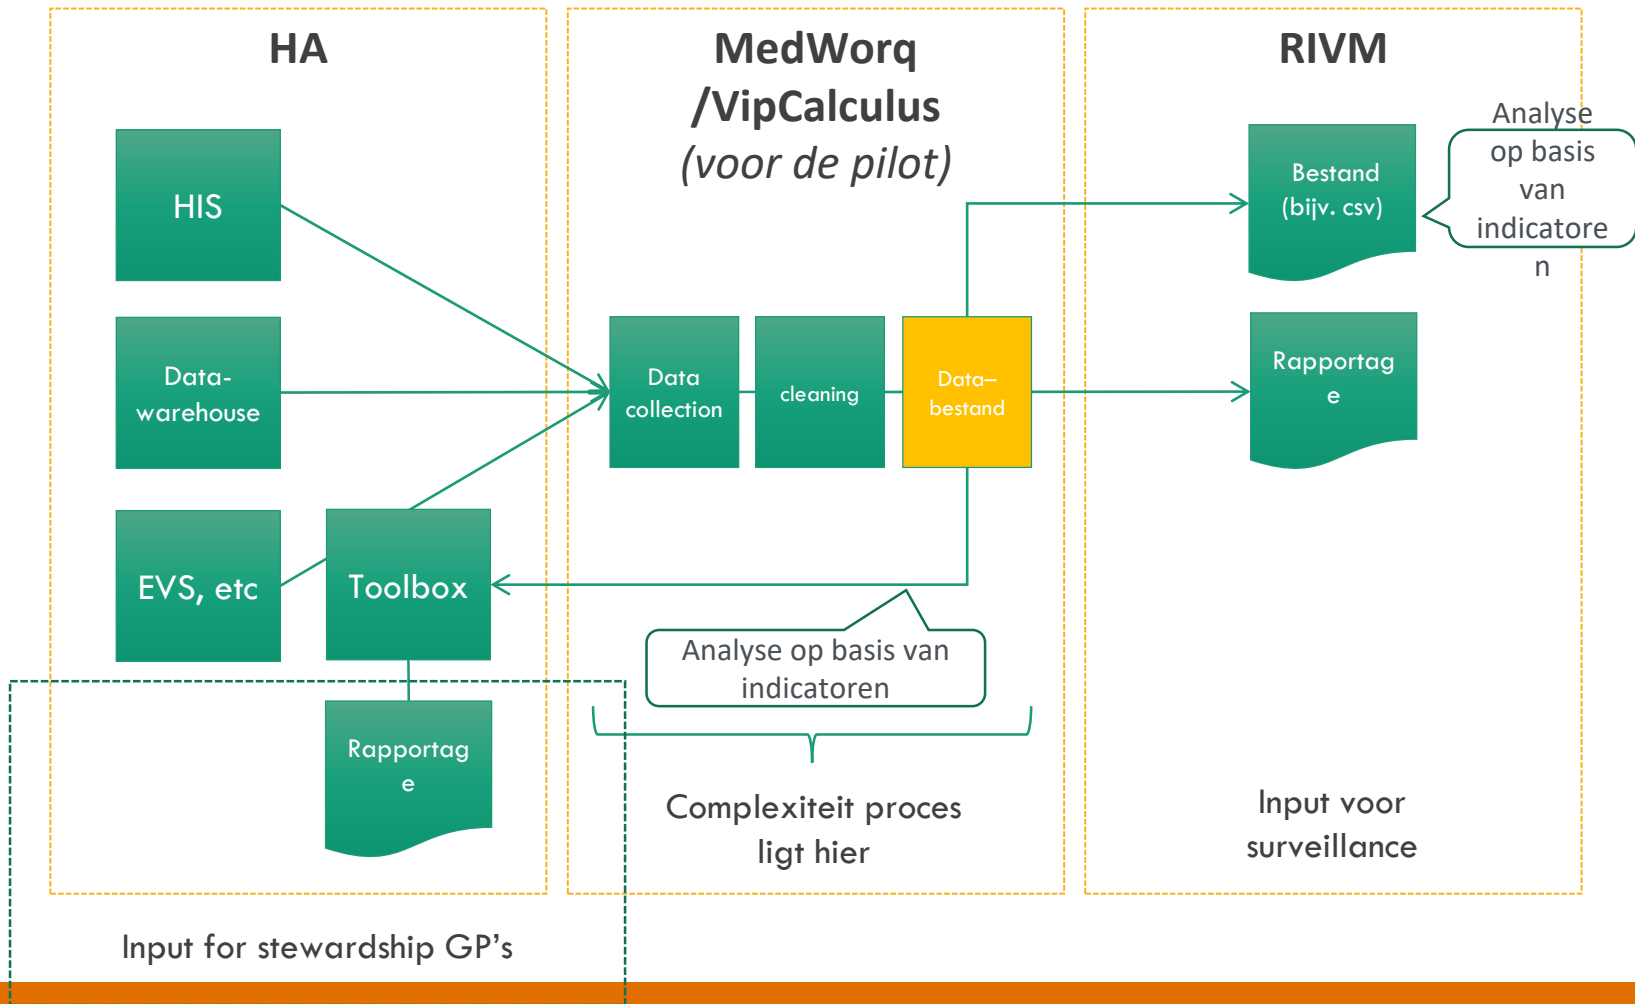 HA
HIS
Data-
warehouse
EVS, etc
Toolbox
Rapportag
e
Input for stewardship GP's
MedWorq
/VipCalculus
(voor de pilot)
Data
collection
cleaning
Data–
bestand
Analyse op basis van
indicatoren
Complexiteit proces
ligt hier
RIVM
Bestand
(bijv. csv)
Analyse
op basis
van
indicatore
n
Rapportag
e
Input voor
surveillance